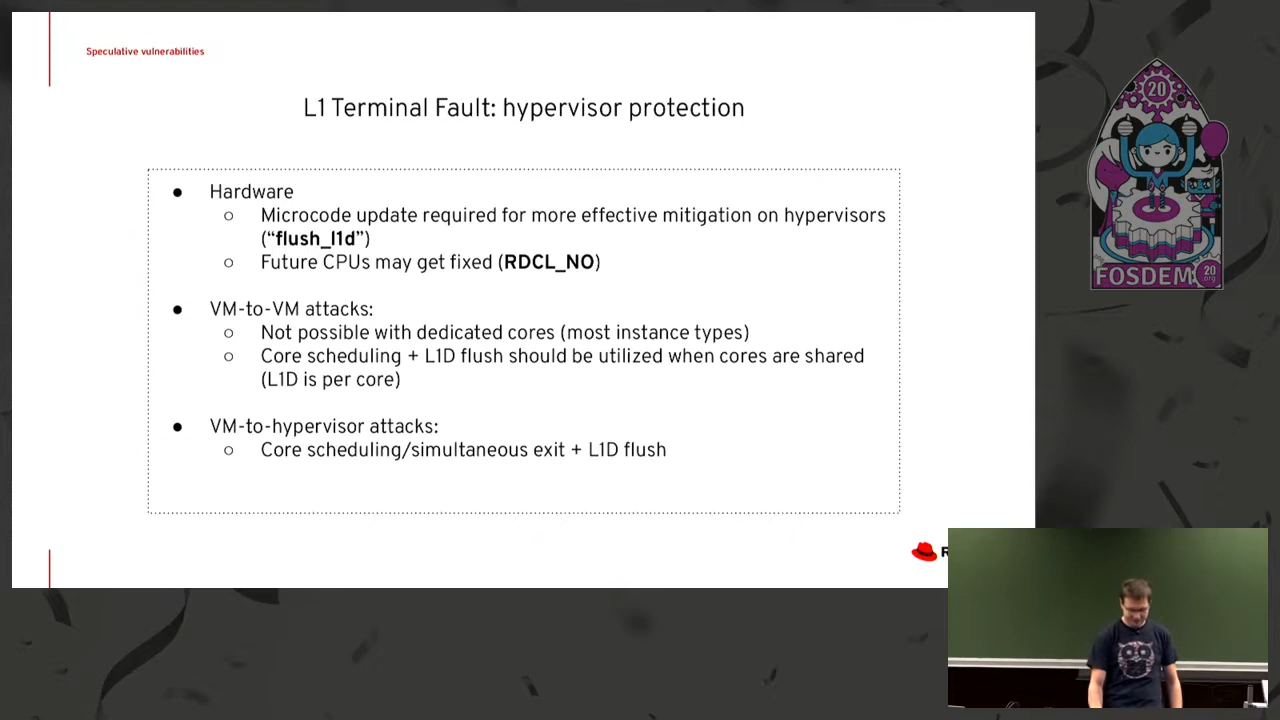 Speculative vulnerabilities
L1 Terminal Fault: hypervisor protection
● Hardware
○ Microcode update required for more effective mitigation on hypervisors
("flush_l1d")
○ Future CPUs may get fixed (RDCL_NO)
● VM-to-VM attacks:
○ Not possible with dedicated cores (most instance types)
○ Core scheduling + L1D flush should be utilized when cores are shared
(L1D is per core)
● VM-to-hypervisor attacks:
○ Core scheduling/simultaneous exit + L1D flush
20
FOSDEM
20
.org